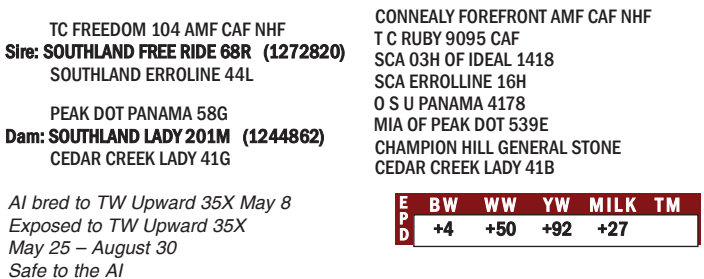 TC FREEDOM 104 AMF CAF NHF
Sire: SOUTHLAND FREE RIDE 68R (1272820)
SOUTHLAND ERROLINE 44L
PEAK DOT PANAMA 58G
Dam: SOUTHLAND LADY 201M (1244862)
CEDAR CREEK LADY 41G
CONNEALY FOREFRONT AMF CAF NHF
T C RUBY 9095 CAF
SCA 03H OF IDEAL 1418
SCA ERROLLINE 16H
O S U PANAMA 4178
MIA OF PEAK DOT 539E
CHAMPION HILL GENERAL STONE
CEDAR CREEK LADY 41B
AI bred to TW Upward 35X May 8
Exposed to TW Upward 35X
May 25 – August 30
Safe to the AI
EPD BW WW YW MILK TM
+4 +50 +92 +27